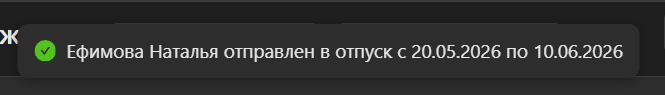 Ж
Ефимова Наталья отправлен в отпуск с 20.05.2026 по 10.06.2026